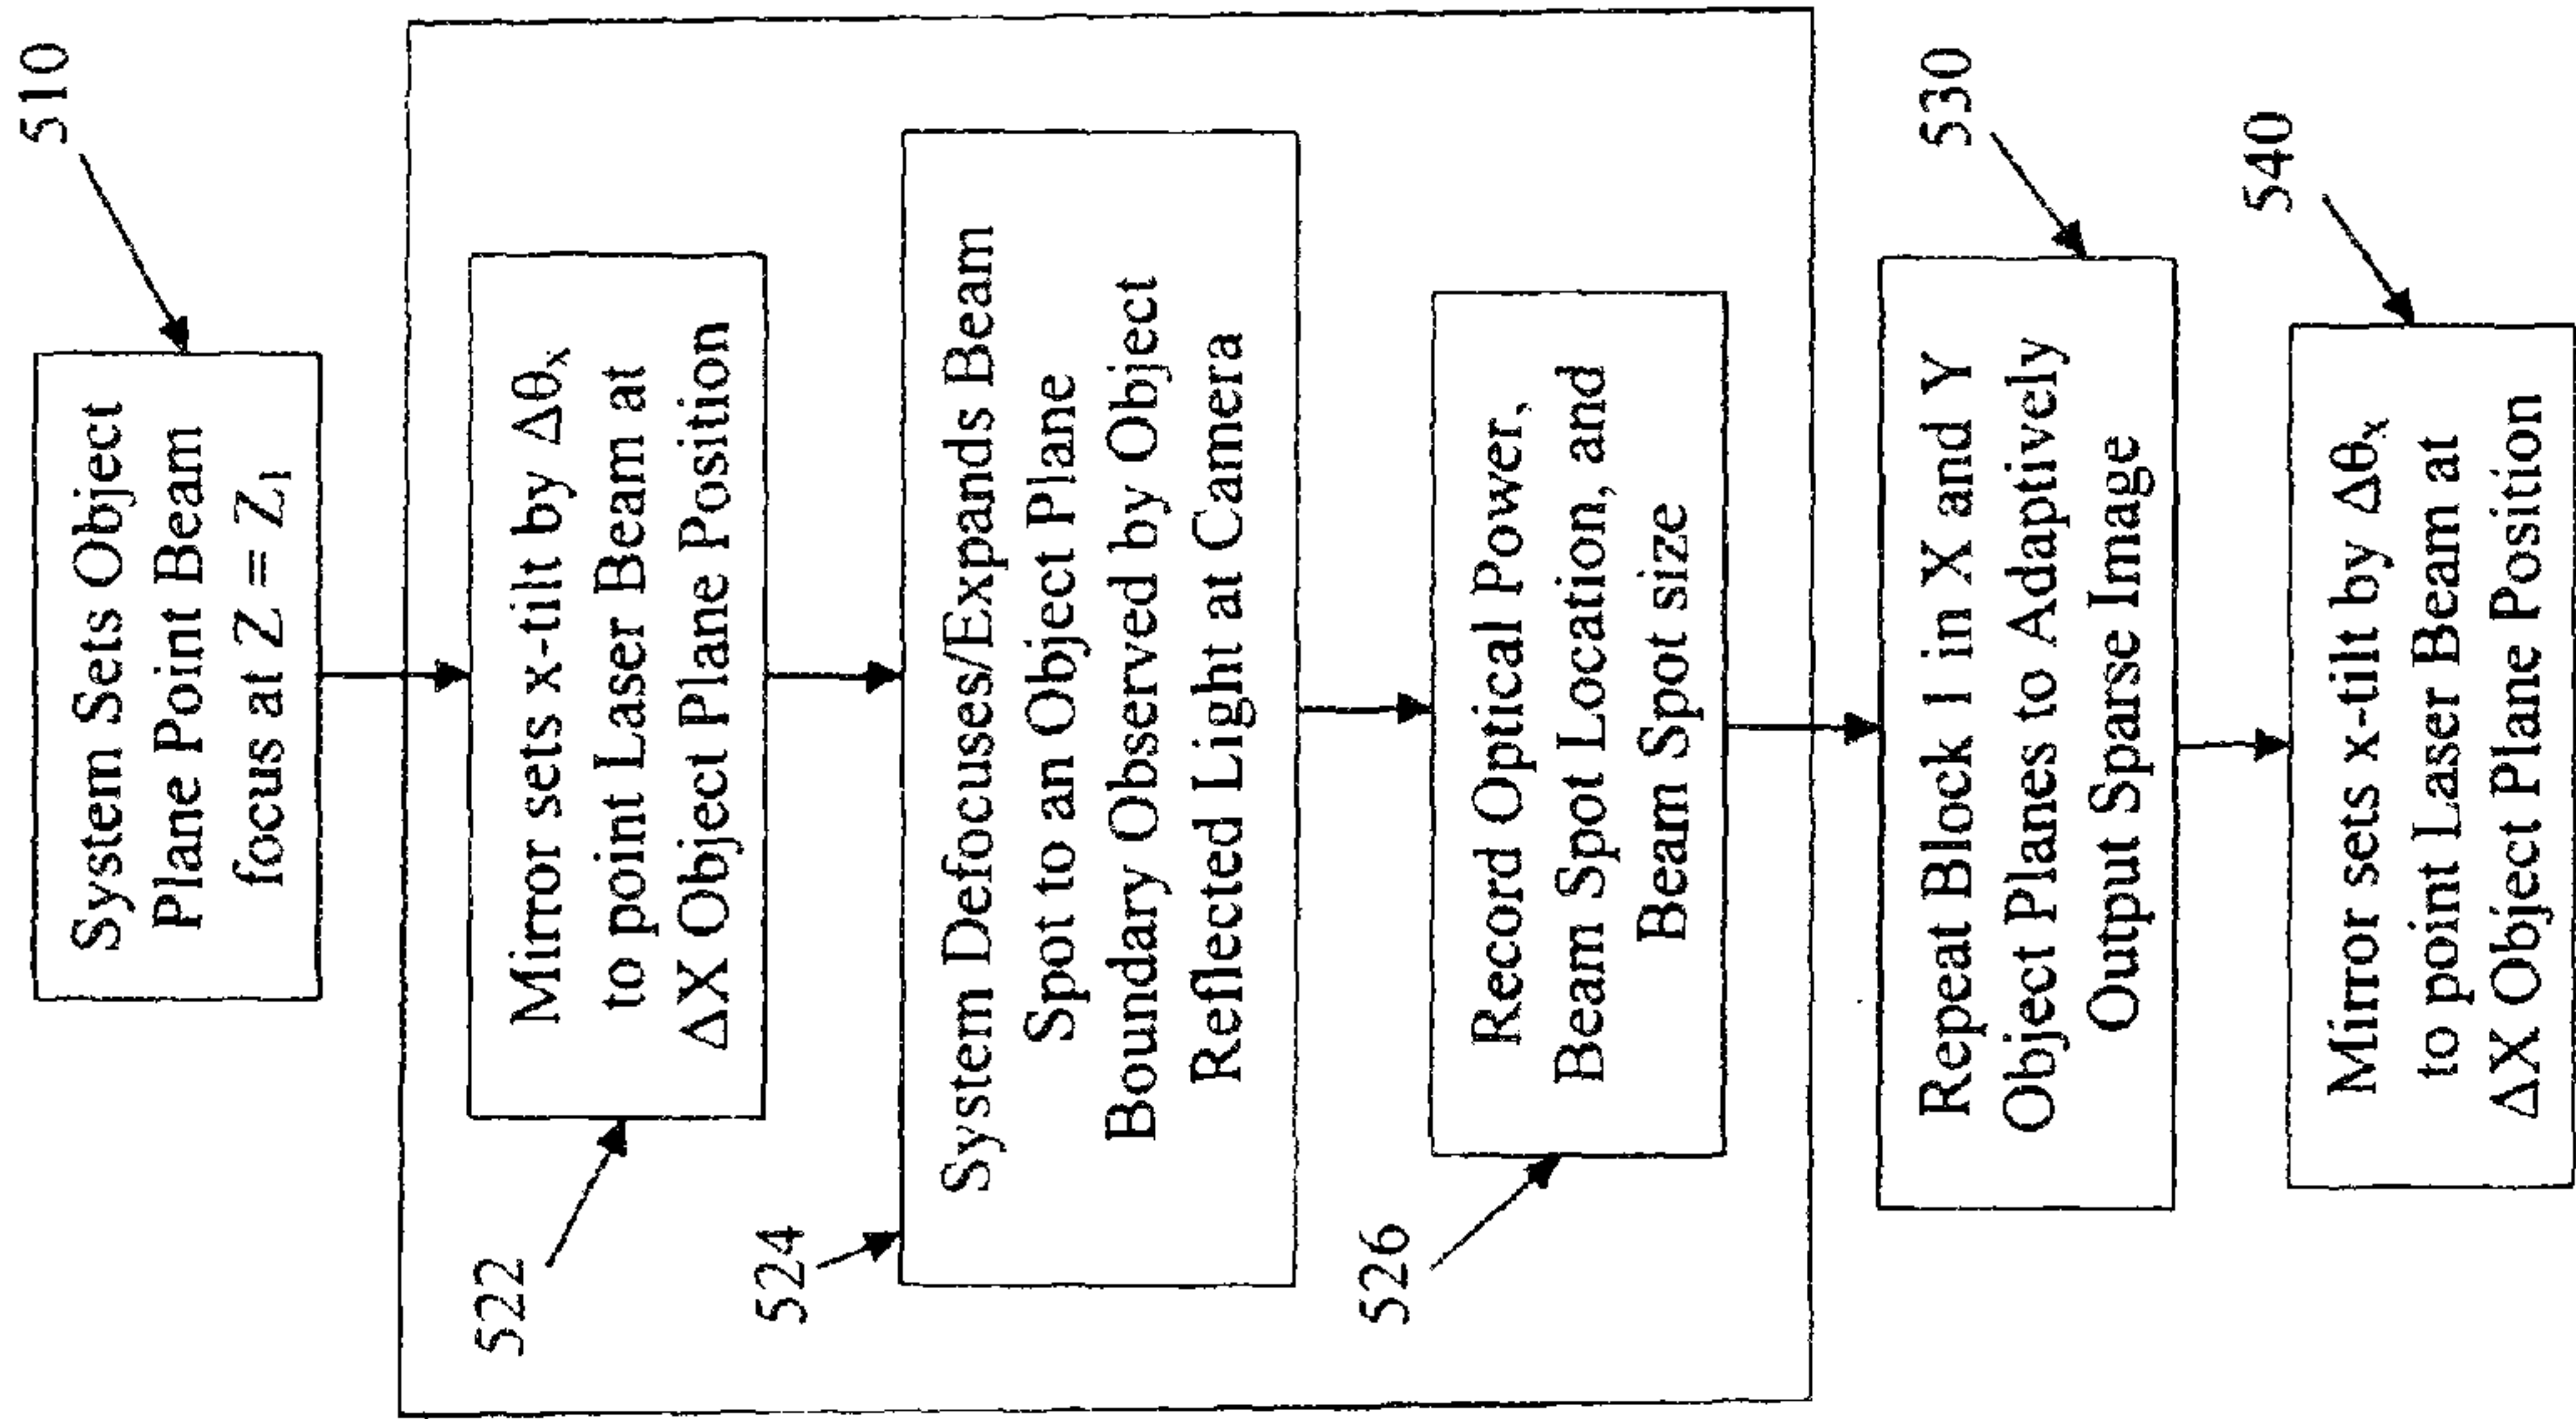 510
System Sets Object
Plane Point Beam
focus at Z = Z₁
522
Mirror sets x-tilt by Δθₓ
to point Laser Beam at
ΔX Object Plane Position
524
System Defocuses/Expands Beam
Spot to an Object Plane
Boundary Observed by Object
Reflected Light at Camera
526
Record Optical Power,
Beam Spot Location, and
Beam Spot size
530
Repeat Block 1 in X and Y
Object Planes to Adaptively
Output Sparse Image
540
Mirror sets x-tilt by Δθₓ
to point Laser Beam at
ΔX Object Plane Position